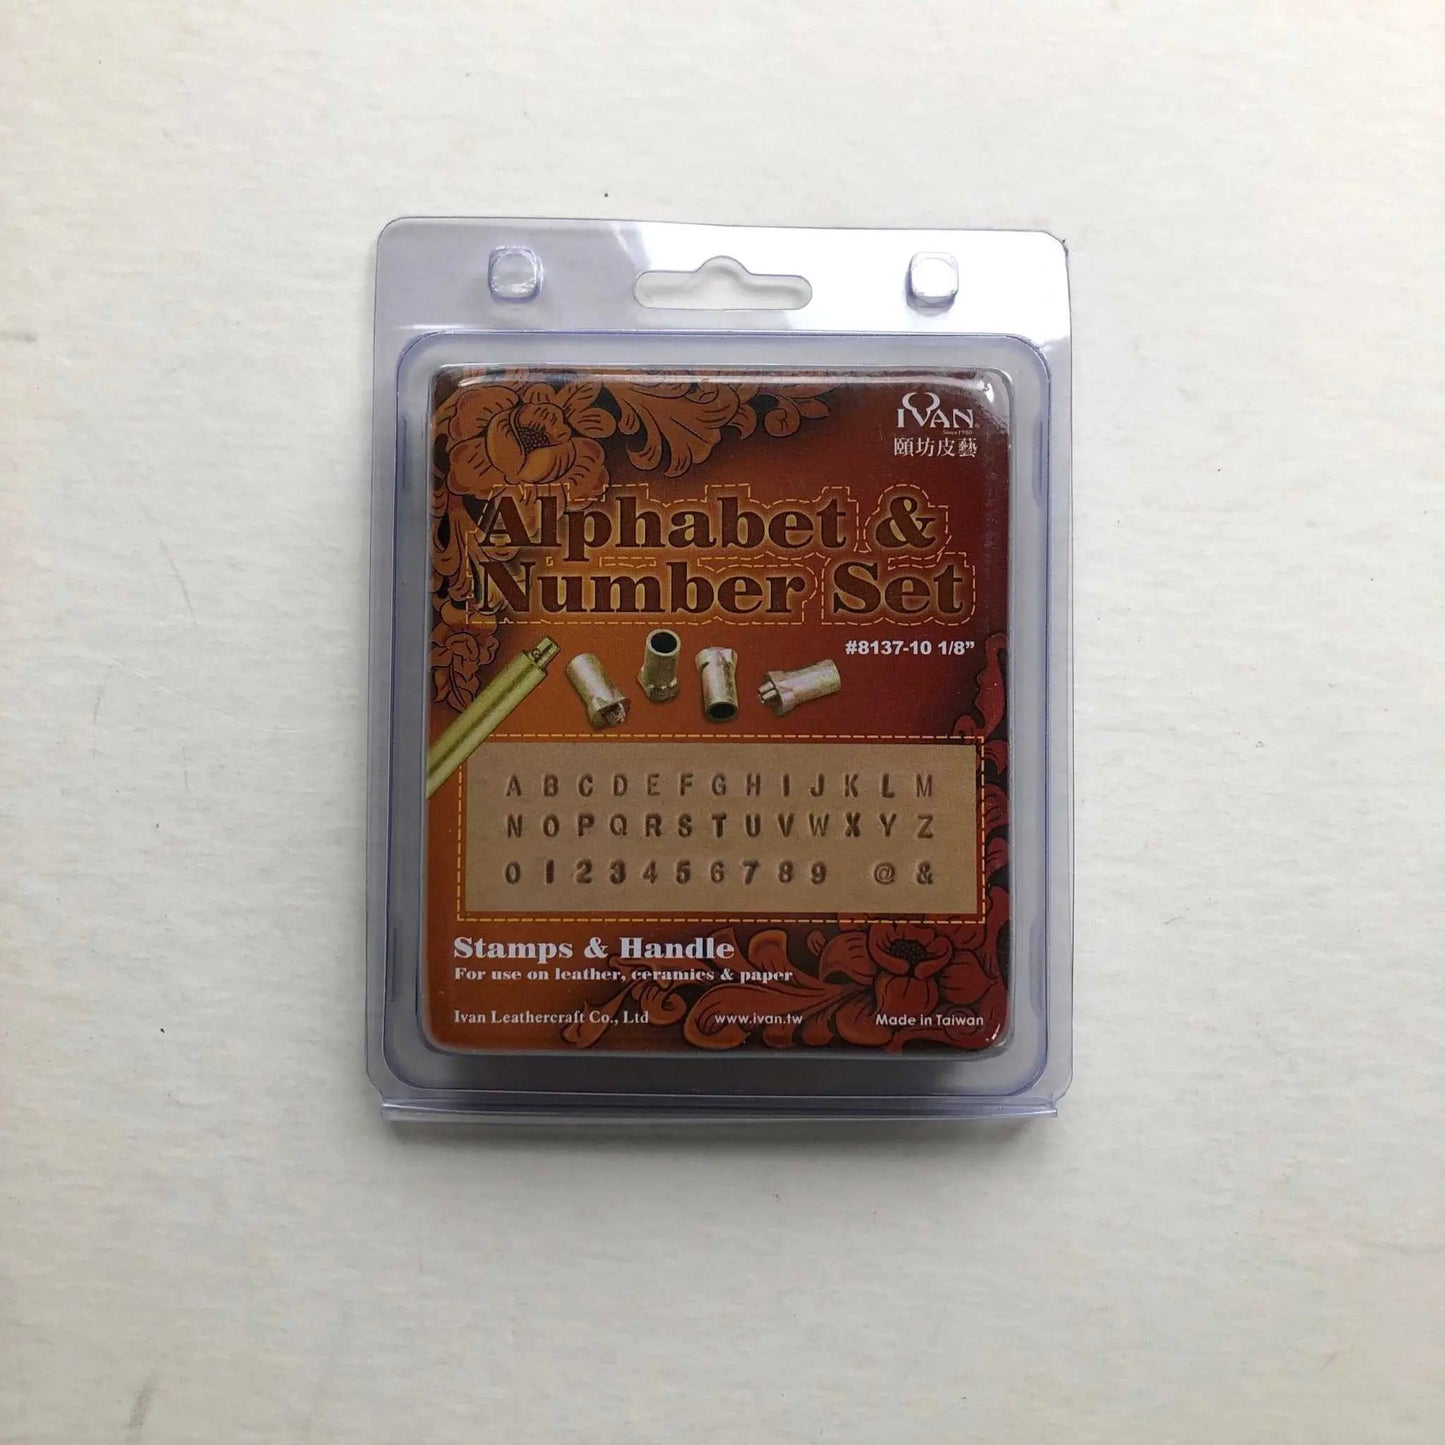 IVAN
Since 1980
頤坊皮藝
Alphabet &
Number Set
#8137-10 1/8”
A B C D E F G H I J K L M
N O P Q R S T U V W X Y Z
0 1 2 3 4 5 6 7 8 9 @ &
Stamps & Handle
For use on leather, ceramics & paper
Ivan Leathercraft Co., Ltd www.ivan.tw Made in Taiwan